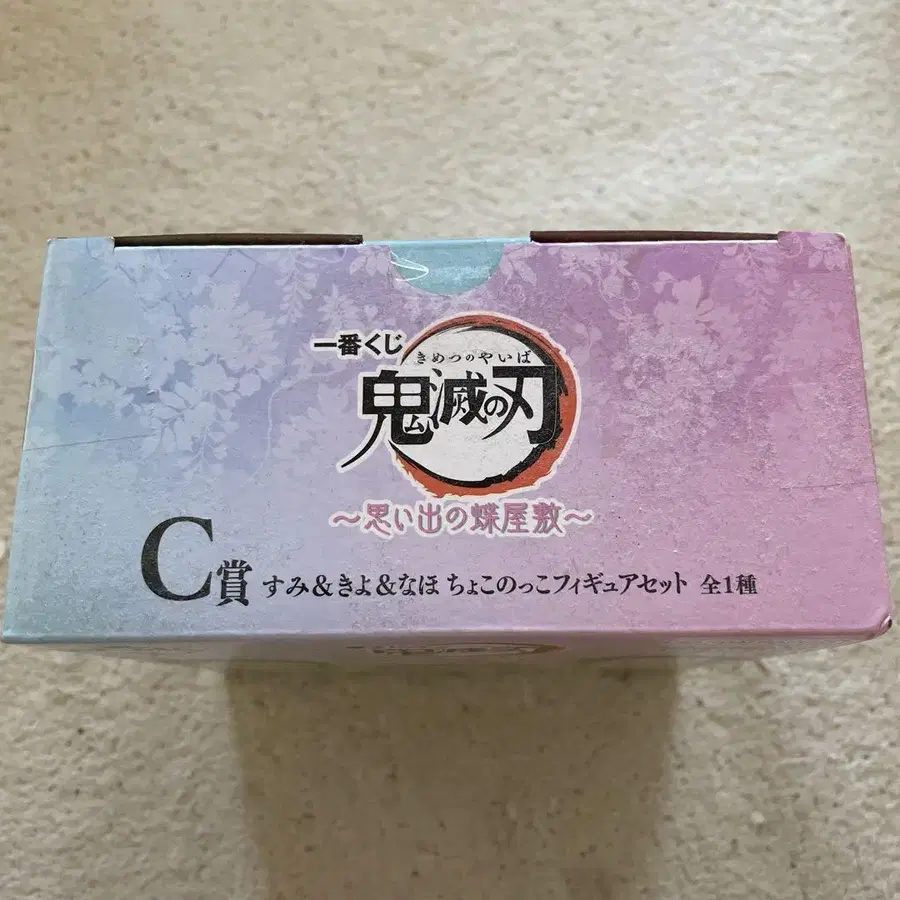 一番くじ
きめつのやいば
鬼滅の刃
～思い出の蝶屋敷～
C賞 すみ&きよ&なほ ちょこのっこフィギュアセット 全1種